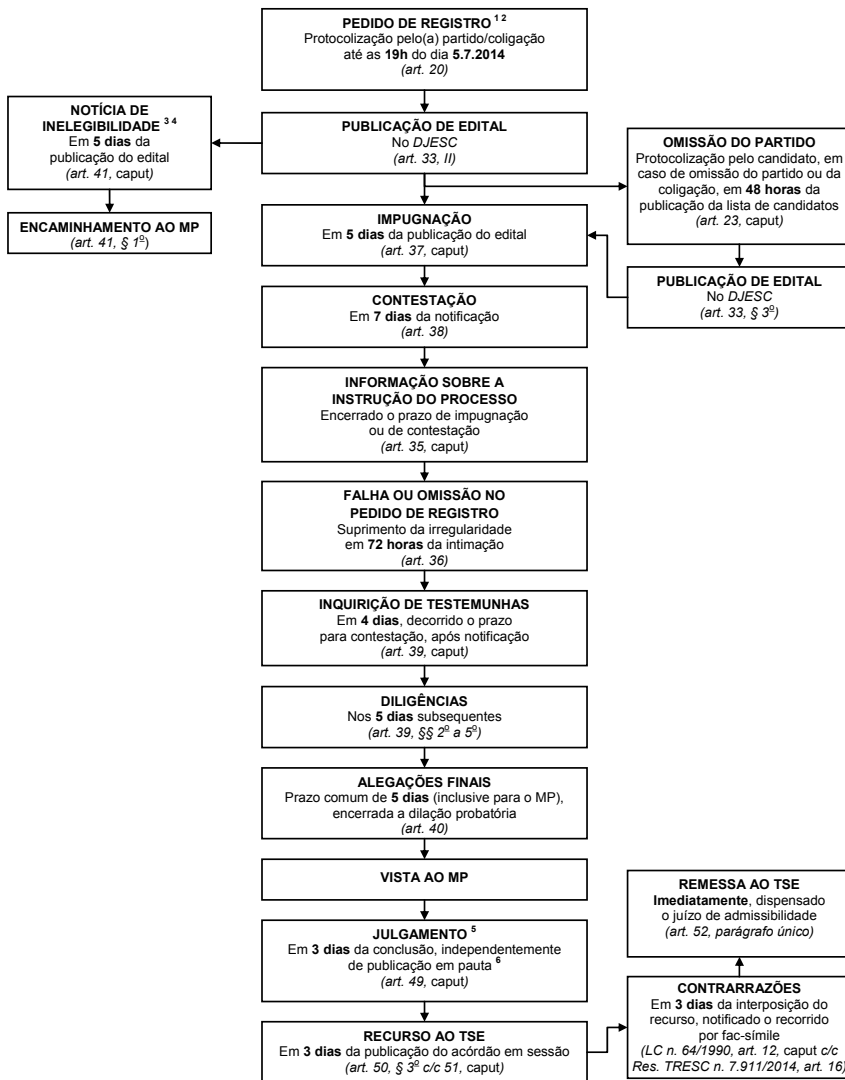 PEDIDO DE REGISTRO 1 2
Protocolização pelo(a) partido/coligação
até as 19h do dia 5.7.2014
(art. 20)
NOTÍCIA DE
INELEGIBILIDADE 3 4
Em 5 dias da
publicação do edital
(art. 41, caput)
ENCAMINHAMENTO AO MP
(art. 41, § 1º)
PUBLICAÇÃO DE EDITAL
No DJESC
(art. 33, II)
OMISSÃO DO PARTIDO
Protocolização pelo candidato, em
caso de omissão do partido ou da
coligação, em 48 horas da
publicação da lista de candidatos
(art. 23, caput)
PUBLICAÇÃO DE EDITAL
No DJESC
(art. 33, § 3º)
IMPUGNAÇÃO
Em 5 dias da publicação do edital
(art. 37, caput)
CONTESTAÇÃO
Em 7 dias da notificação
(art. 38)
INFORMAÇÃO SOBRE A
INSTRUÇÃO DO PROCESSO
Encerrado o prazo de impugnação
ou de contestação
(art. 35, caput)
FALHA OU OMISSÃO NO
PEDIDO DE REGISTRO
Suprimento da irregularidade
em 72 horas da intimação
(art. 36)
INQUIRIÇÃO DE TESTEMUNHAS
Em 4 dias, decorrido o prazo
para contestação, após notificação
(art. 39, caput)
DILIGÊNCIAS
Nos 5 dias subsequentes
(art. 39, §§ 2º a 5º)
ALEGAÇÕES FINAIS
Prazo comum de 5 dias (inclusive para o MP),
encerrada a dilação probatória
(art. 40)
VISTA AO MP
JULGAMENTO 5
Em 3 dias da conclusão, independentemente
de publicação em pauta 6
(art. 49, caput)
RECURSO AO TSE
Em 3 dias da publicação do acórdão em sessão
(art. 50, § 3º c/c 51, caput)
REMESSA AO TSE
Imediatamente, dispensado
o juízo de admissibilidade
(art. 52, parágrafo único)
CONTRARRAZÕES
Em 3 dias da interposição do
recurso, notificado o recorrido
por fac-símile
(LC n. 64/1990, art. 12, caput c/c
Res. TRESC n. 7.911/2014, art. 16)